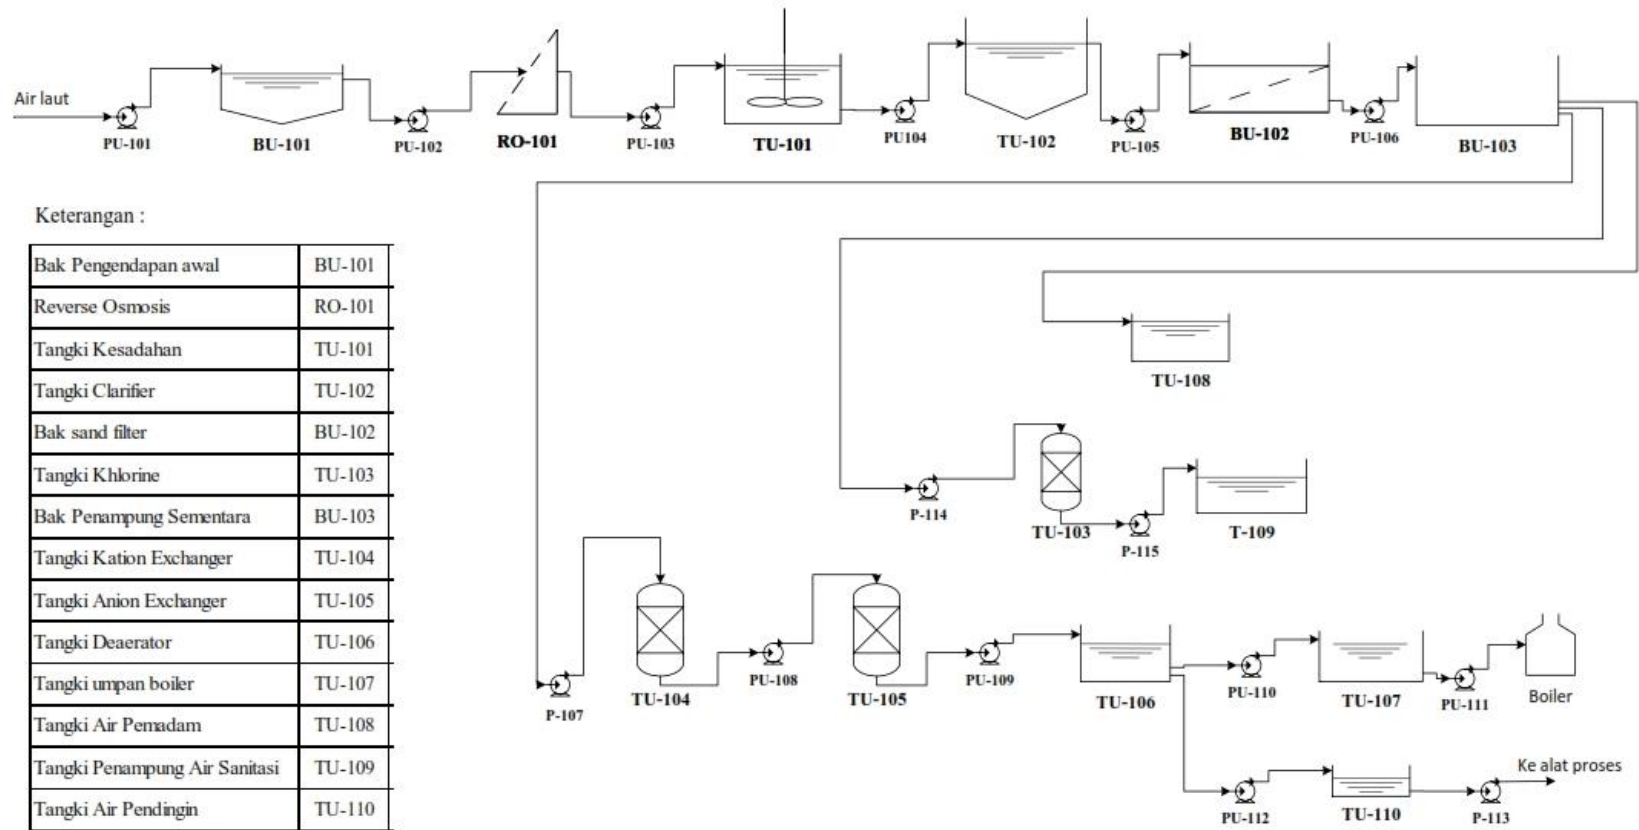 Air laut
PU-101
BU-101
PU-102
RO-101
PU-103
TU-101
PU104
TU-102
PU-105
BU-102
PU-106
BU-103
Keterangan :
Bak Pengendapan awal BU-101
Reverse Osmosis RO-101
Tangki Kesadahan TU-101
Tangki Clarifier TU-102
Bak sand filter BU-102
Tangki Khlorine TU-103
Bak Penampung Sementara BU-103
Tangki Kation Exchanger TU-104
Tangki Anion Exchanger TU-105
Tangki Deaerator TU-106
Tangki umpan boiler TU-107
Tangki Air Pemadam TU-108
Tangki Penampung Air Sanitasi TU-109
Tangki Air Pendingin TU-110
TU-108
P-114
TU-103
P-115
T-109
P-107
TU-104
PU-108
TU-105
PU-109
TU-106
PU-110
TU-107
PU-111
Boiler
PU-112
TU-110
P-113
Ke alat proses